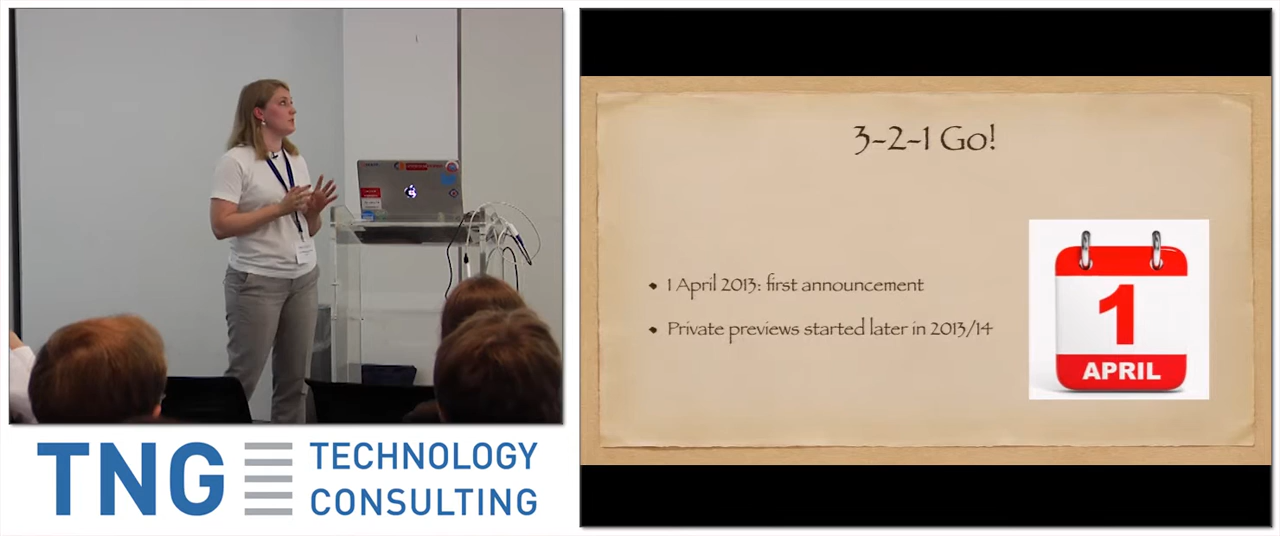 3-2-1 Go!
1 April 2013: first announcement
Private previews started later in 2013/14
1
APRIL
TNG TECHNOLOGY
CONSULTING